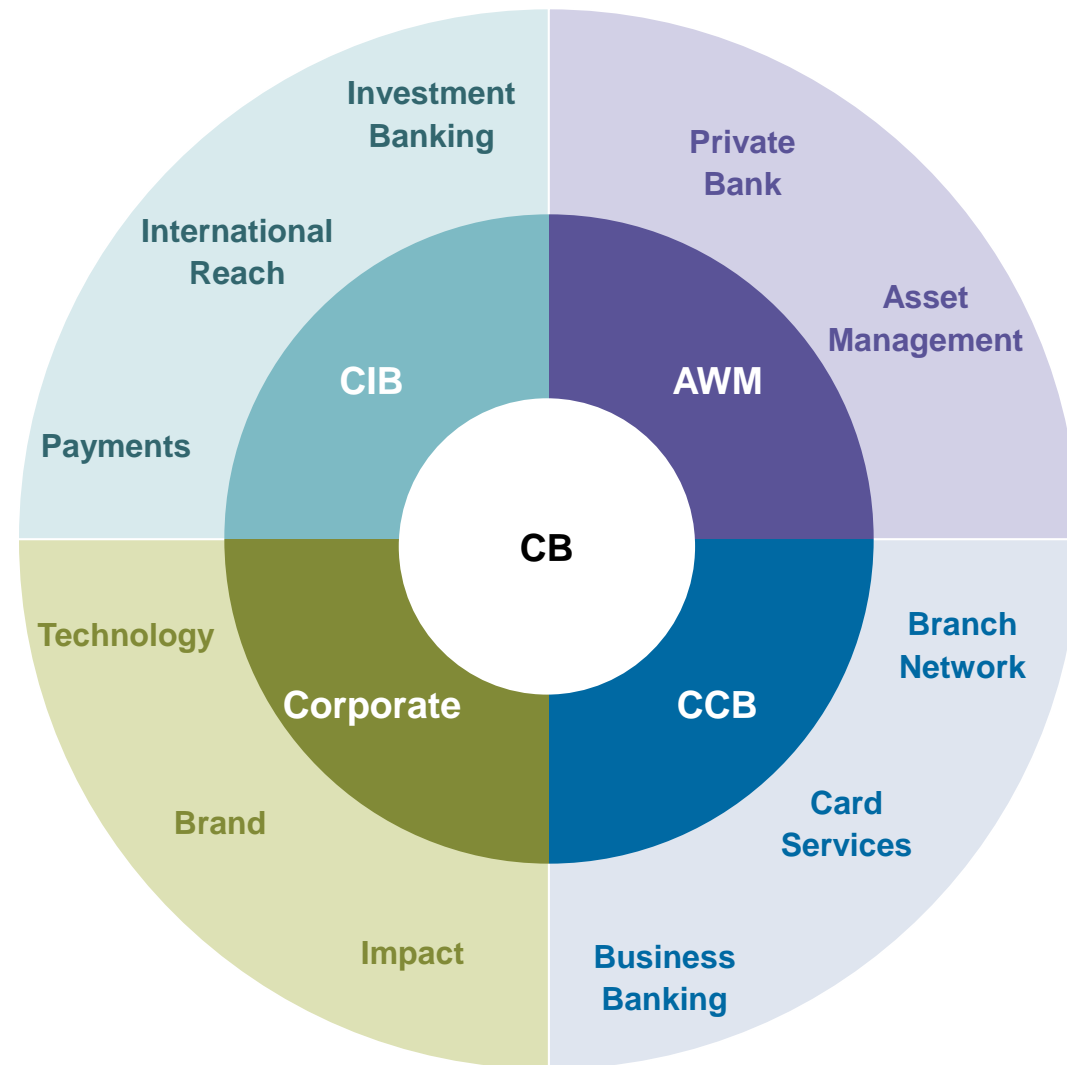 Investment
Banking
Private
Bank
International
Reach
Asset
Management
CIB
AWM
Payments
CB
Technology
Branch
Network
Corporate
CCB
Brand
Card
Services
Impact
Business
Banking